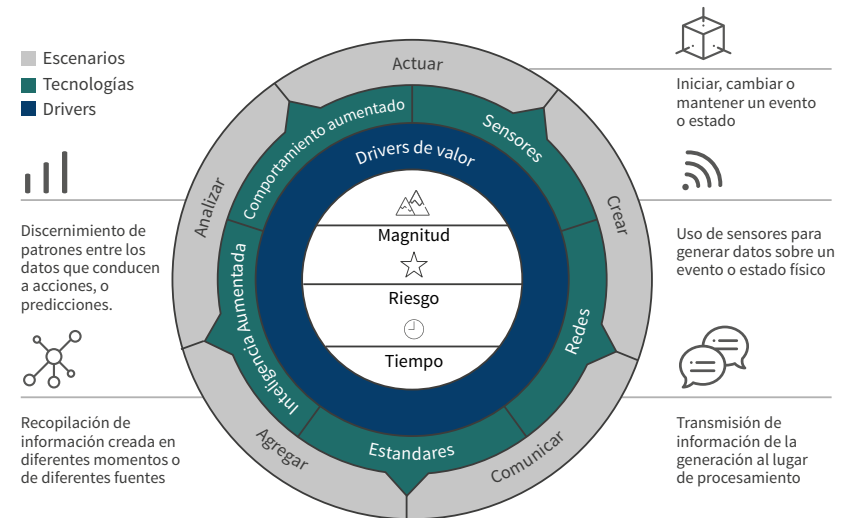 Escenarios
Tecnologías
Drivers
Actuar
Crear
Comunicar
Agregar
Analizar
Comportamiento aumentado
Sensores
Redes
Estandares
Inteligencia Aumentada
Drivers de valor
Magnitud
Riesgo
Tiempo
Discernimiento de
patrones entre los
datos que conducen
a acciones, o
predicciones.
Recopilación de
información creada en
diferentes momentos o
de diferentes fuentes
Iniciar, cambiar o
mantener un evento
o estado
Uso de sensores para
generar datos sobre un
evento o estado físico
Transmisión de
información de la
generación al lugar
de procesamiento